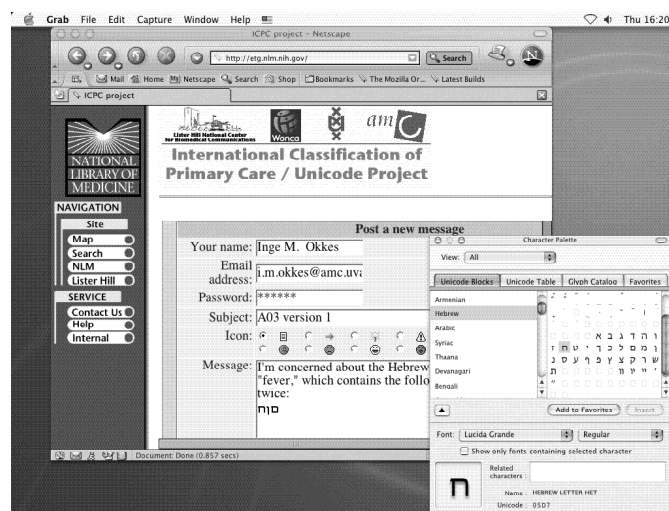 Grab File Edit Capture Window Help
Thu 16:20
ICPC project - Netscape
http://etg.nlm.nih.gov/
Search
Mail Home My Netscape Search Shop Bookmarks The Mozilla Or... Latest Builds
ICPC project
Lister Hill National Center
for Biomedical Communications
Wonca
amc
NATIONAL
LIBRARY OF
MEDICINE
International Classification of
Primary Care / Unicode Project
NAVIGATION
Site
Map
Search
NLM
Lister Hill
SERVICE
Contact Us
Help
Internal
Post a new message
Your name: Inge M. Okkes
Email
address: i.m.okkes@amc.uva
Password: ******
Subject: A03 version 1
Icon:
Message: I'm concerned about the Hebrew
"fever," which contains the follo
twice:
חום
Document: Done (0.857 secs)
Character Palette
View: All
Unicode Blocks Unicode Table Glyph Catalog Favorites
Armenian
Hebrew
Arabic
Syriac
Thaana
Devanagari
Bengali
א ב ג ד ה ו
ז ח ט י ך כ ל ם מ ן
נ ס ע ף פ ץ צ ק ר ש
ת
Add to Favorites Insert
Font: Lucida Grande Regular
Show only fonts containing selected character
Related
characters
ח
Name: HEBREW LETTER HET
Unicode: 05D7